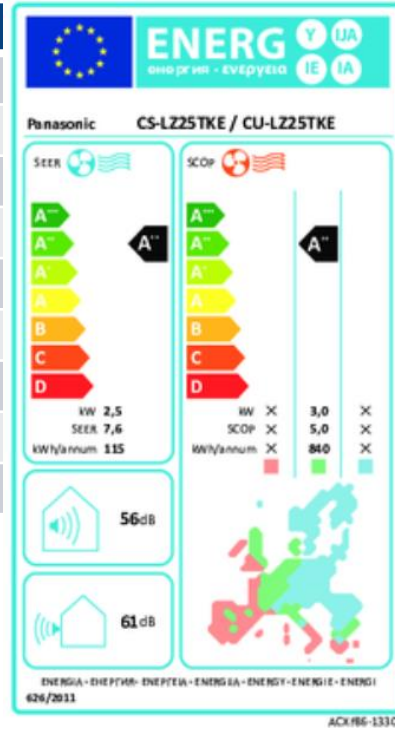 ENERG Y IJA
енергия - ενεργεια IE IA
Panasonic CS-LZ25TKE / CU-LZ25TKE
SEER SCOP
A+++ A+++
A++ A++ A++ A++
A+ A+
A A
B B
C C
D D
kW 2,5 kW X 3,0 X
SEER 7,6 SCOP X 5,0 X
kWh/annum 115 kWh/annum X 840 X
56dB
61dB
ENERGIA - ЕНЕРГИЯ - ΕΝΕΡΓΕΙΑ - ENERGIJA - ENERGY - ENERGIE - ENERGI
626/2011